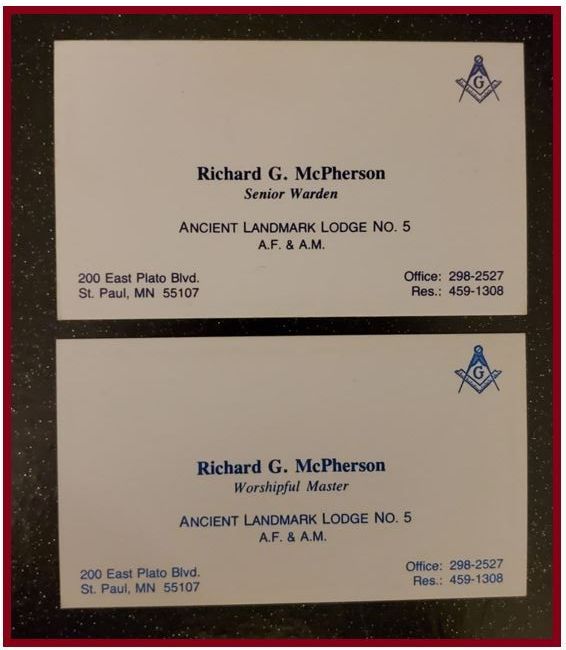 G
Richard G. McPherson
Senior Warden
ANCIENT LANDMARK LODGE NO. 5
A.F. & A.M.
200 East Plato Blvd. Office: 298-2527
St. Paul, MN 55107 Res.: 459-1308
G
Richard G. McPherson
Worshipful Master
ANCIENT LANDMARK LODGE NO. 5
A.F. & A.M.
200 East Plato Blvd. Office: 298-2527
St. Paul, MN 55107 Res.: 459-1308